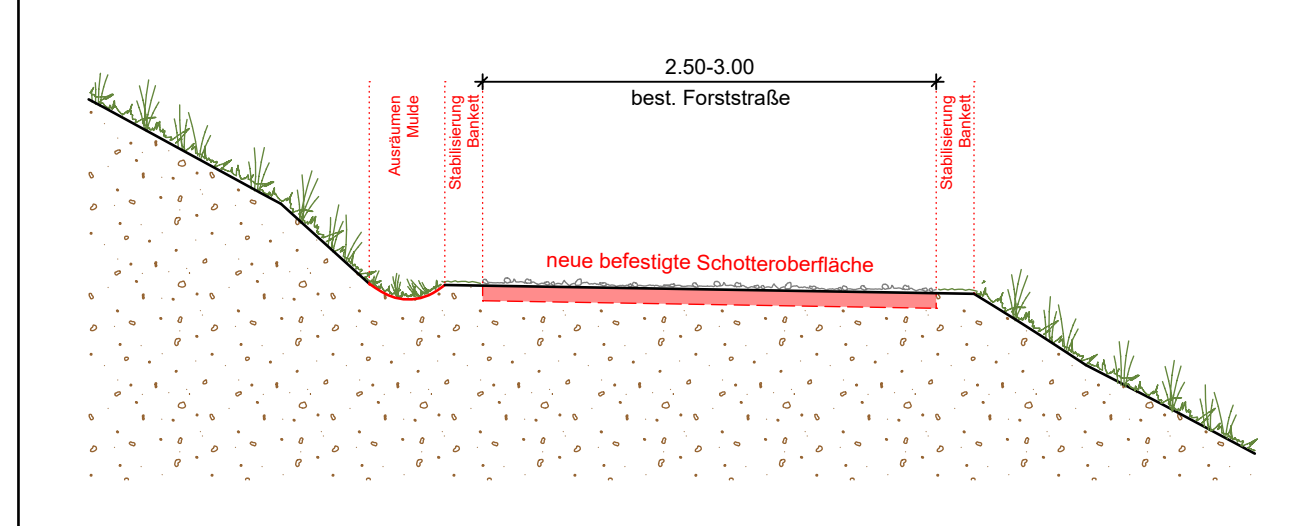 2.50-3.00
best. Forststraße
Ausräumen
Mulde
Stabilisierung
Bankett
Stabilisierung
Bankett
neue befestigte Schotteroberfläche